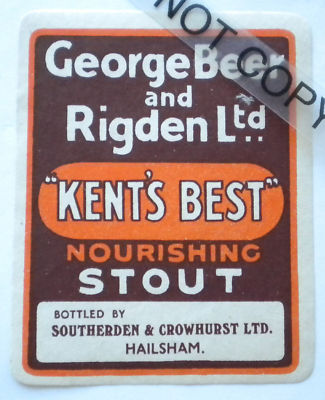 NOT COPY
George Beer
and
Rigden Ltd
"KENT'S BEST"
NOURISHING
STOUT
BOTTLED BY
SOUTHERDEN & CROWHURST LTD.
HAILSHAM.